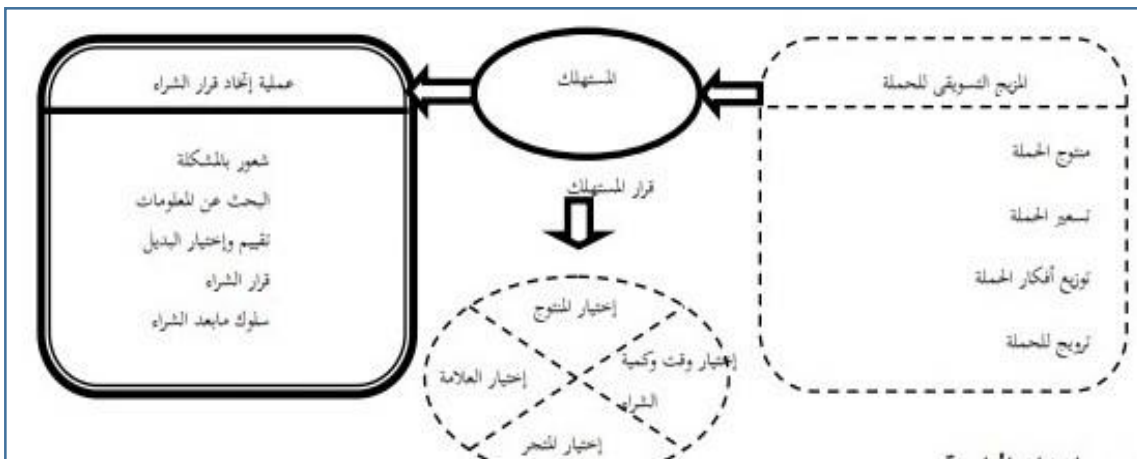 المزيج التسويقي للحملة
منتوج الحملة
تسعير الحملة
توزيع أفكار الحملة
ترويج للحملة
المستهلك
قرار المستهلك
إختيار المنتوج
إختيار وقت وكمية
الشراء
إختيار العلامة
إختيار المتجر
عملية إتخاد قرار الشراء
شعور بالمشكلة
البحث عن المعلومات
تقييم وإختيار البديل
قرار الشراء
سلوك مابعد الشراء